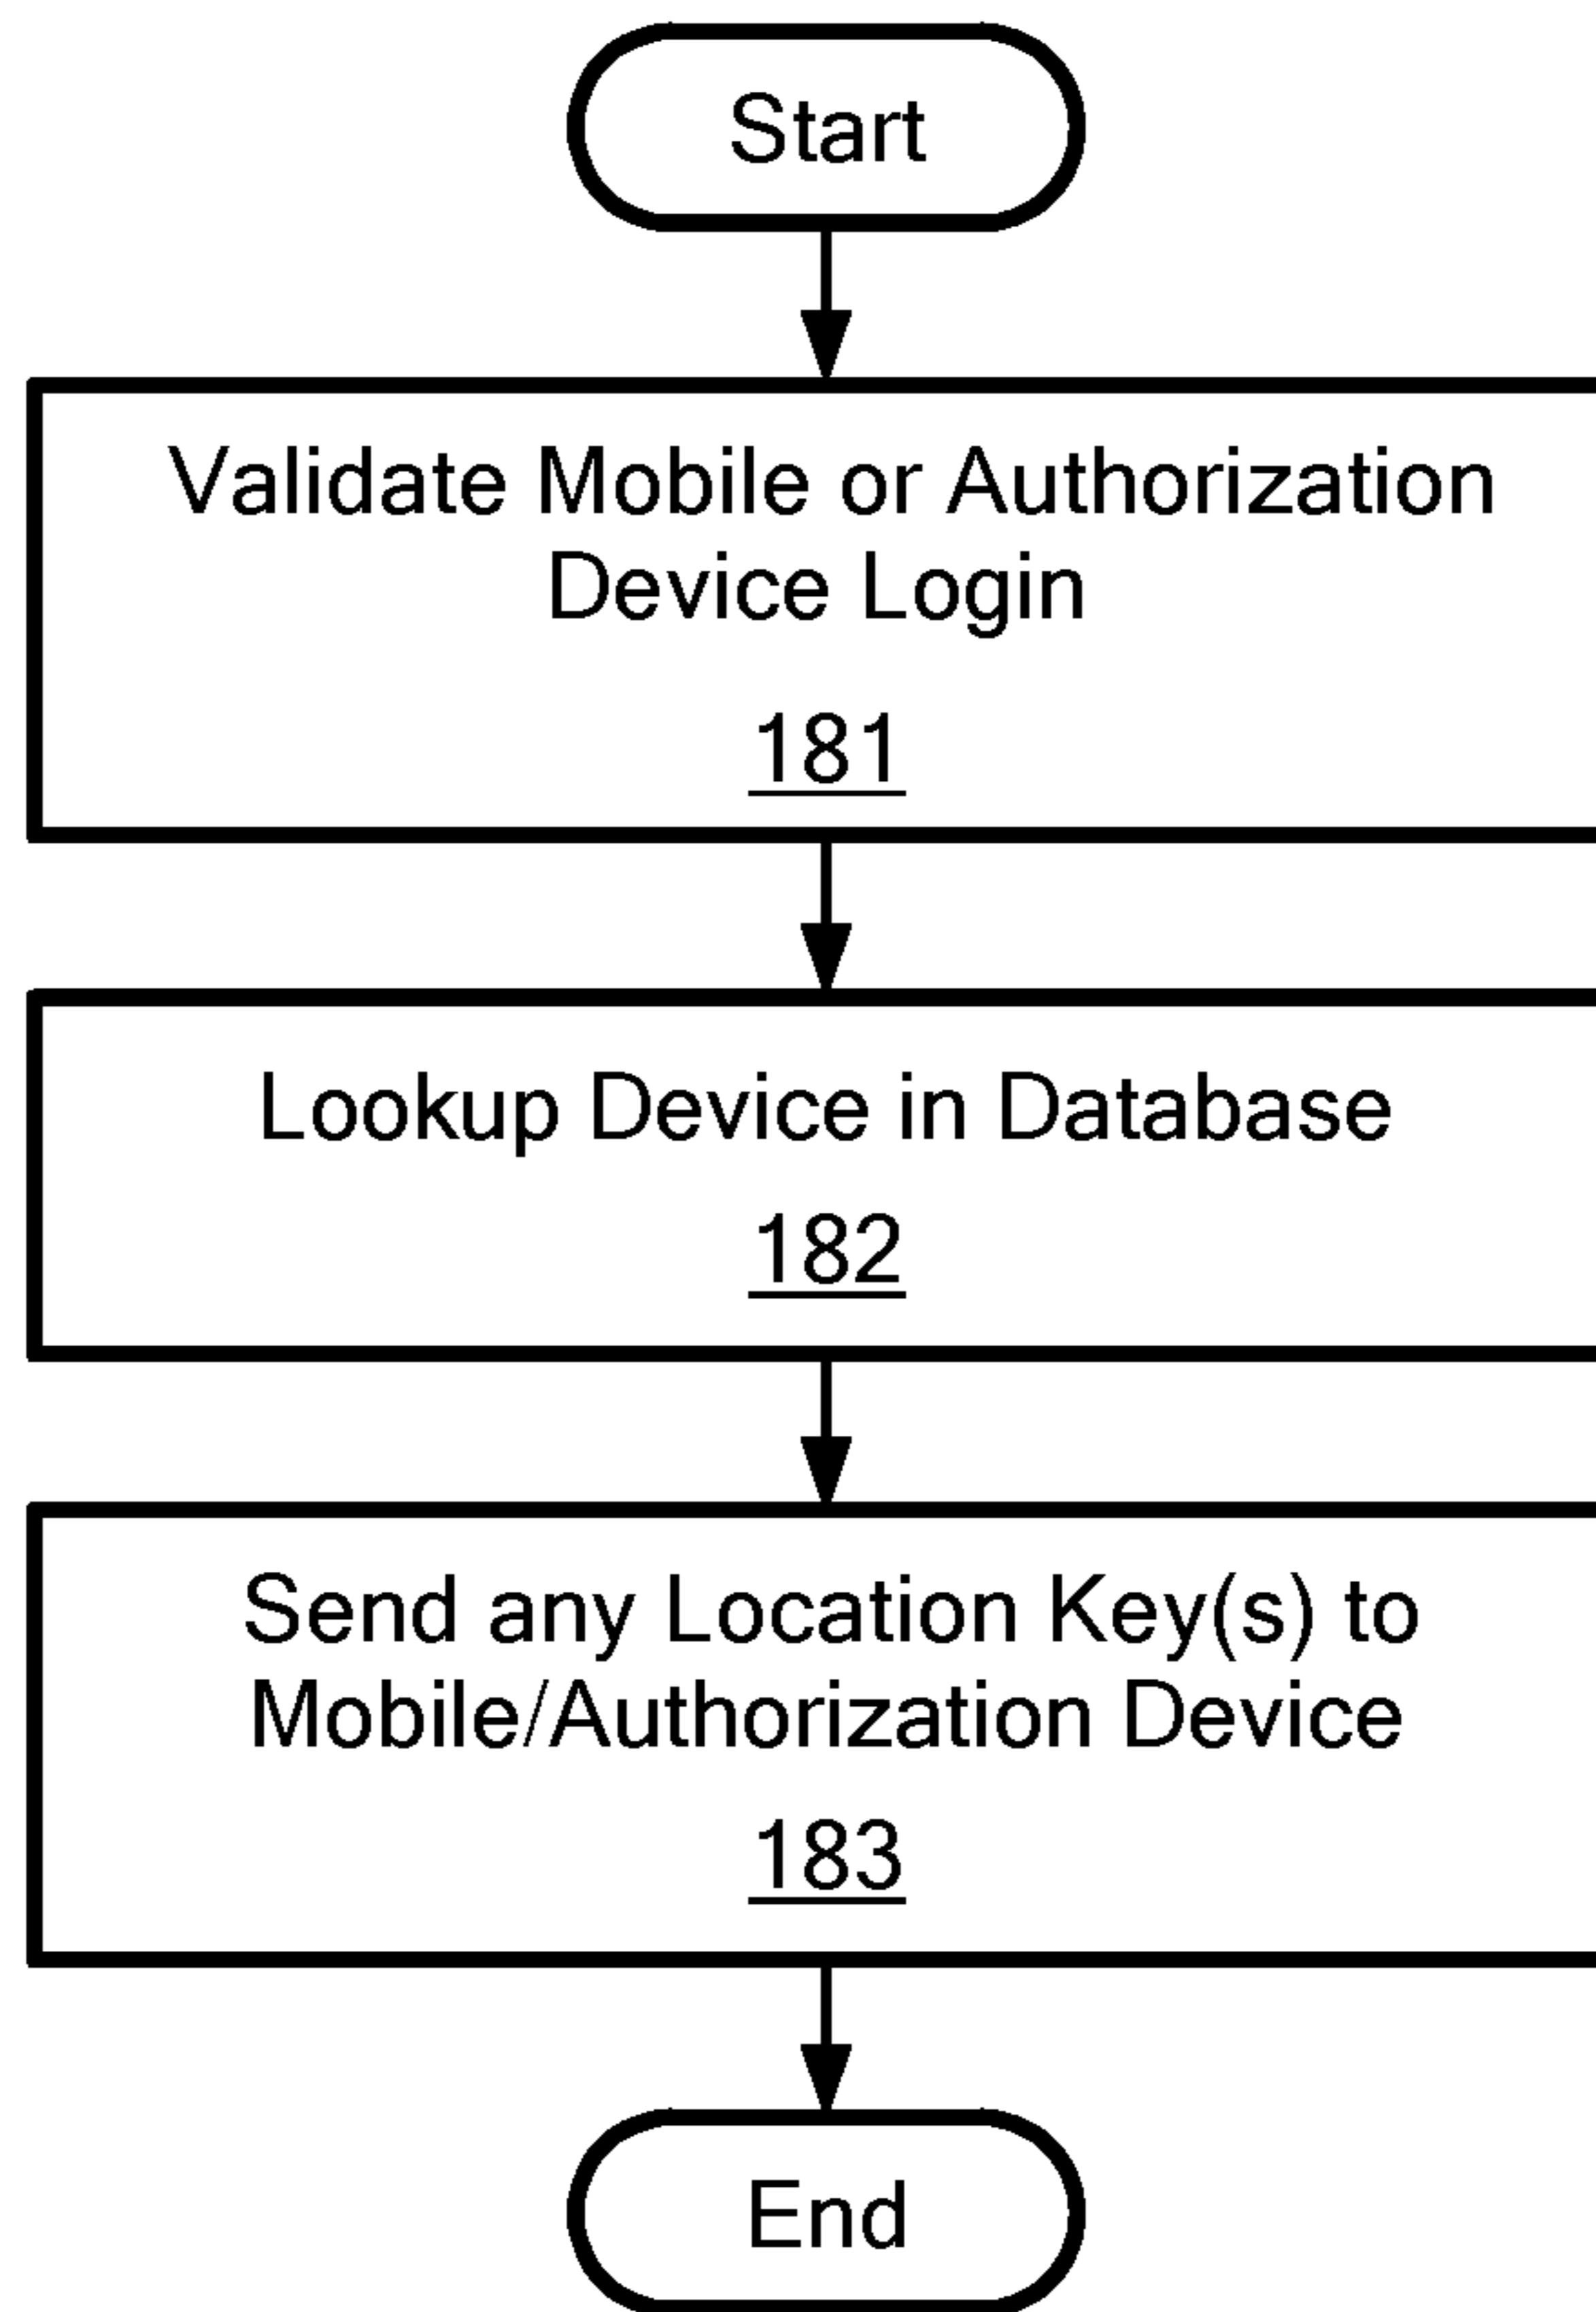 Start
Validate Mobile or Authorization
Device Login
181
Lookup Device in Database
182
Send any Location Key(s) to
Mobile/Authorization Device
183
End